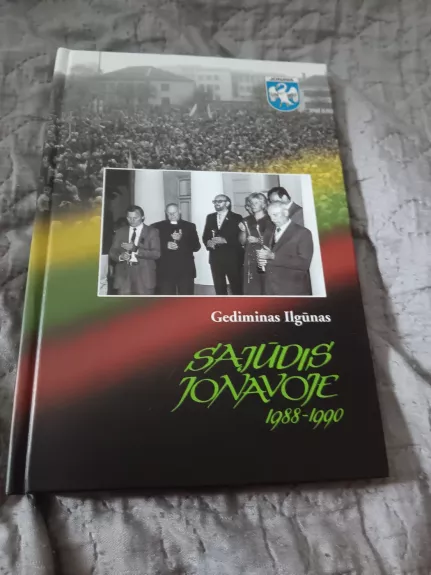 Gediminas Ilgūnas
SĄJŪDIS
JONAVOJE
1988-1990